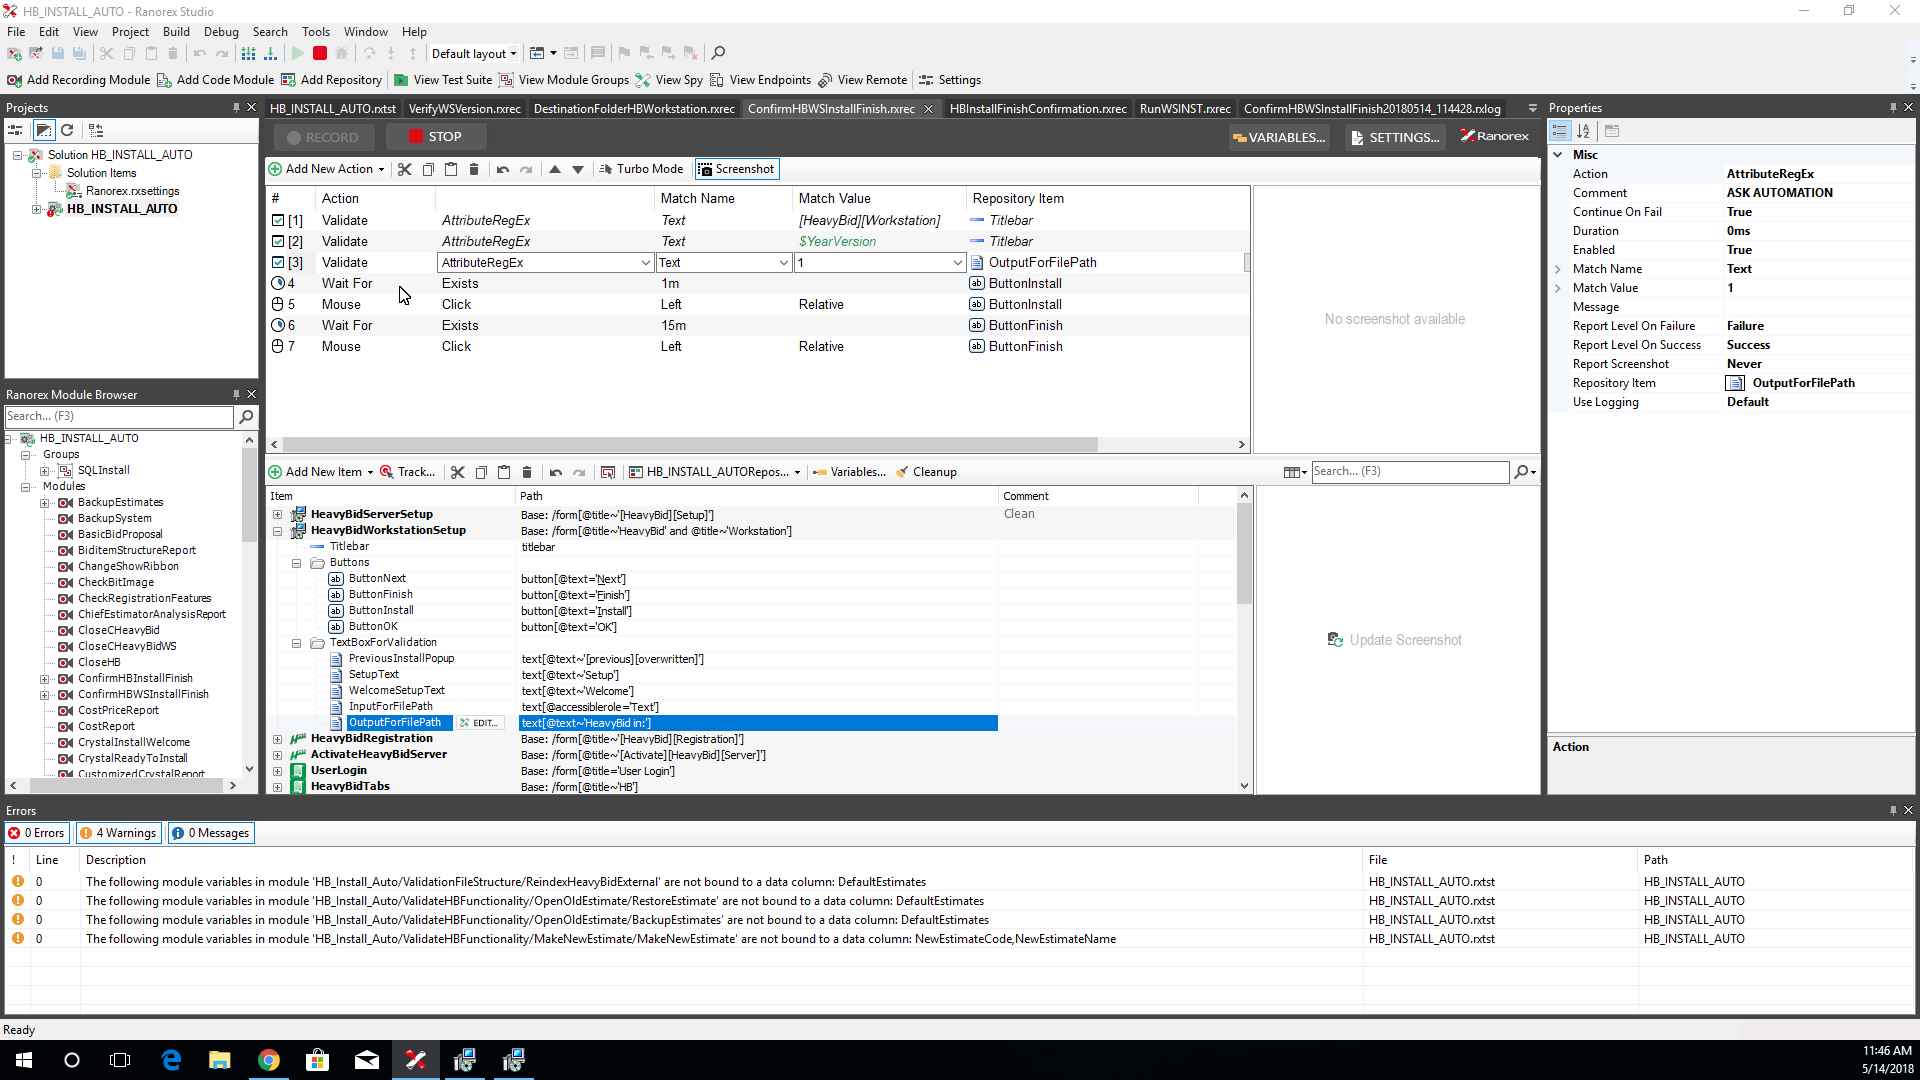 HB_INSTALL_AUTO - Ranorex Studio
File Edit View Project Build Debug Search Tools Window Help
Default layout
Add Recording Module Add Code Module Add Repository View Test Suite View Module Groups View Spy View Endpoints View Remote Settings
Projects
Solution HB_INSTALL_AUTO
Solution Items
Ranorex.rxsettings
HB_INSTALL_AUTO
Ranorex Module Browser
Search... (F3)
HB_INSTALL_AUTO
Groups
SQLInstall
Modules
BackupEstimates
BackupSystem
BasicBidProposal
BiditemStructureReport
ChangeShowRibbon
CheckBitImage
CheckRegistrationFeatures
ChiefEstimatorAnalysisReport
CloseCHeavyBid
CloseCHeavyBidWS
CloseHB
ConfirmHBInstallFinish
ConfirmHBWSInstallFinish
CostPriceReport
CostReport
CrystalInstallWelcome
CrystalReadyToInstall
CustomizedCrystalReport
HB_INSTALL_AUTO.rxtst VerifyWSVersion.rxrec DestinationFolderHBWorkstation.rxrec ConfirmHBWSInstallFinish.rxrec HBInstallFinishConfirmation.rxrec RunWSINST.rxrec ConfirmHBWSInstallFinish20180514_114428.rxlog
RECORD STOP VARIABLES... SETTINGS... Ranorex
Add New Action Turbo Mode Screenshot
# Action Match Name Match Value Repository Item
[1] Validate AttributeRegEx Text [HeavyBid][Workstation] Titlebar
[2] Validate AttributeRegEx Text $YearVersion Titlebar
[3] Validate AttributeRegEx Text 1 OutputForFilePath
4 Wait For Exists 1m ButtonInstall
5 Mouse Click Left Relative ButtonInstall
6 Wait For Exists 15m ButtonFinish
7 Mouse Click Left Relative ButtonFinish
No screenshot available
Add New Item Track... HB_INSTALL_AUTORepos... Variables... Cleanup Search... (F3)
Item Path Comment
HeavyBidServerSetup Base: /form[@title~'[HeavyBid][Setup]'] Clean
HeavyBidWorkstationSetup Base: /form[@title~'HeavyBid' and @title~'Workstation']
Titlebar titlebar
Buttons
ButtonNext button[@text='Next']
ButtonFinish button[@text='Finish']
ButtonInstall button[@text='Install']
ButtonOK button[@text='OK']
TextBoxForValidation
PreviousInstallPopup text[@text~'[previous][overwritten]']
SetupText text[@text~'Setup']
WelcomeSetupText text[@text~'Welcome']
InputForFilePath text[@accessiblerole='Text']
OutputForFilePath EDIT... text[@text~'HeavyBid in:']
HeavyBidRegistration Base: /form[@title~'[HeavyBid][Registration]']
ActivateHeavyBidServer Base: /form[@title~'[Activate][HeavyBid][Server]']
UserLogin Base: /form[@title='User Login']
HeavyBidTabs Base: /form[@title~'HB']
Update Screenshot
Properties
Misc
Action AttributeRegEx
Comment ASK AUTOMATION
Continue On Fail True
Duration 0ms
Enabled True
Match Name Text
Match Value 1
Message
Report Level On Failure Failure
Report Level On Success Success
Report Screenshot Never
Repository Item OutputForFilePath
Use Logging Default
Action
Errors
0 Errors 4 Warnings 0 Messages
! Line Description File Path
0 The following module variables in module 'HB_Install_Auto/ValidationFileStructure/ReindexHeavyBidExternal' are not bound to a data column: DefaultEstimates HB_INSTALL_AUTO.rxtst HB_INSTALL_AUTO
0 The following module variables in module 'HB_Install_Auto/ValidateHBFunctionality/OpenOldEstimate/RestoreEstimate' are not bound to a data column: DefaultEstimates HB_INSTALL_AUTO.rxtst HB_INSTALL_AUTO
0 The following module variables in module 'HB_Install_Auto/ValidateHBFunctionality/OpenOldEstimate/BackupEstimates' are not bound to a data column: DefaultEstimates HB_INSTALL_AUTO.rxtst HB_INSTALL_AUTO
0 The following module variables in module 'HB_Install_Auto/ValidateHBFunctionality/MakeNewEstimate/MakeNewEstimate' are not bound to a data column: NewEstimateCode,NewEstimateName HB_INSTALL_AUTO.rxtst HB_INSTALL_AUTO
Ready
11:46 AM
5/14/2018